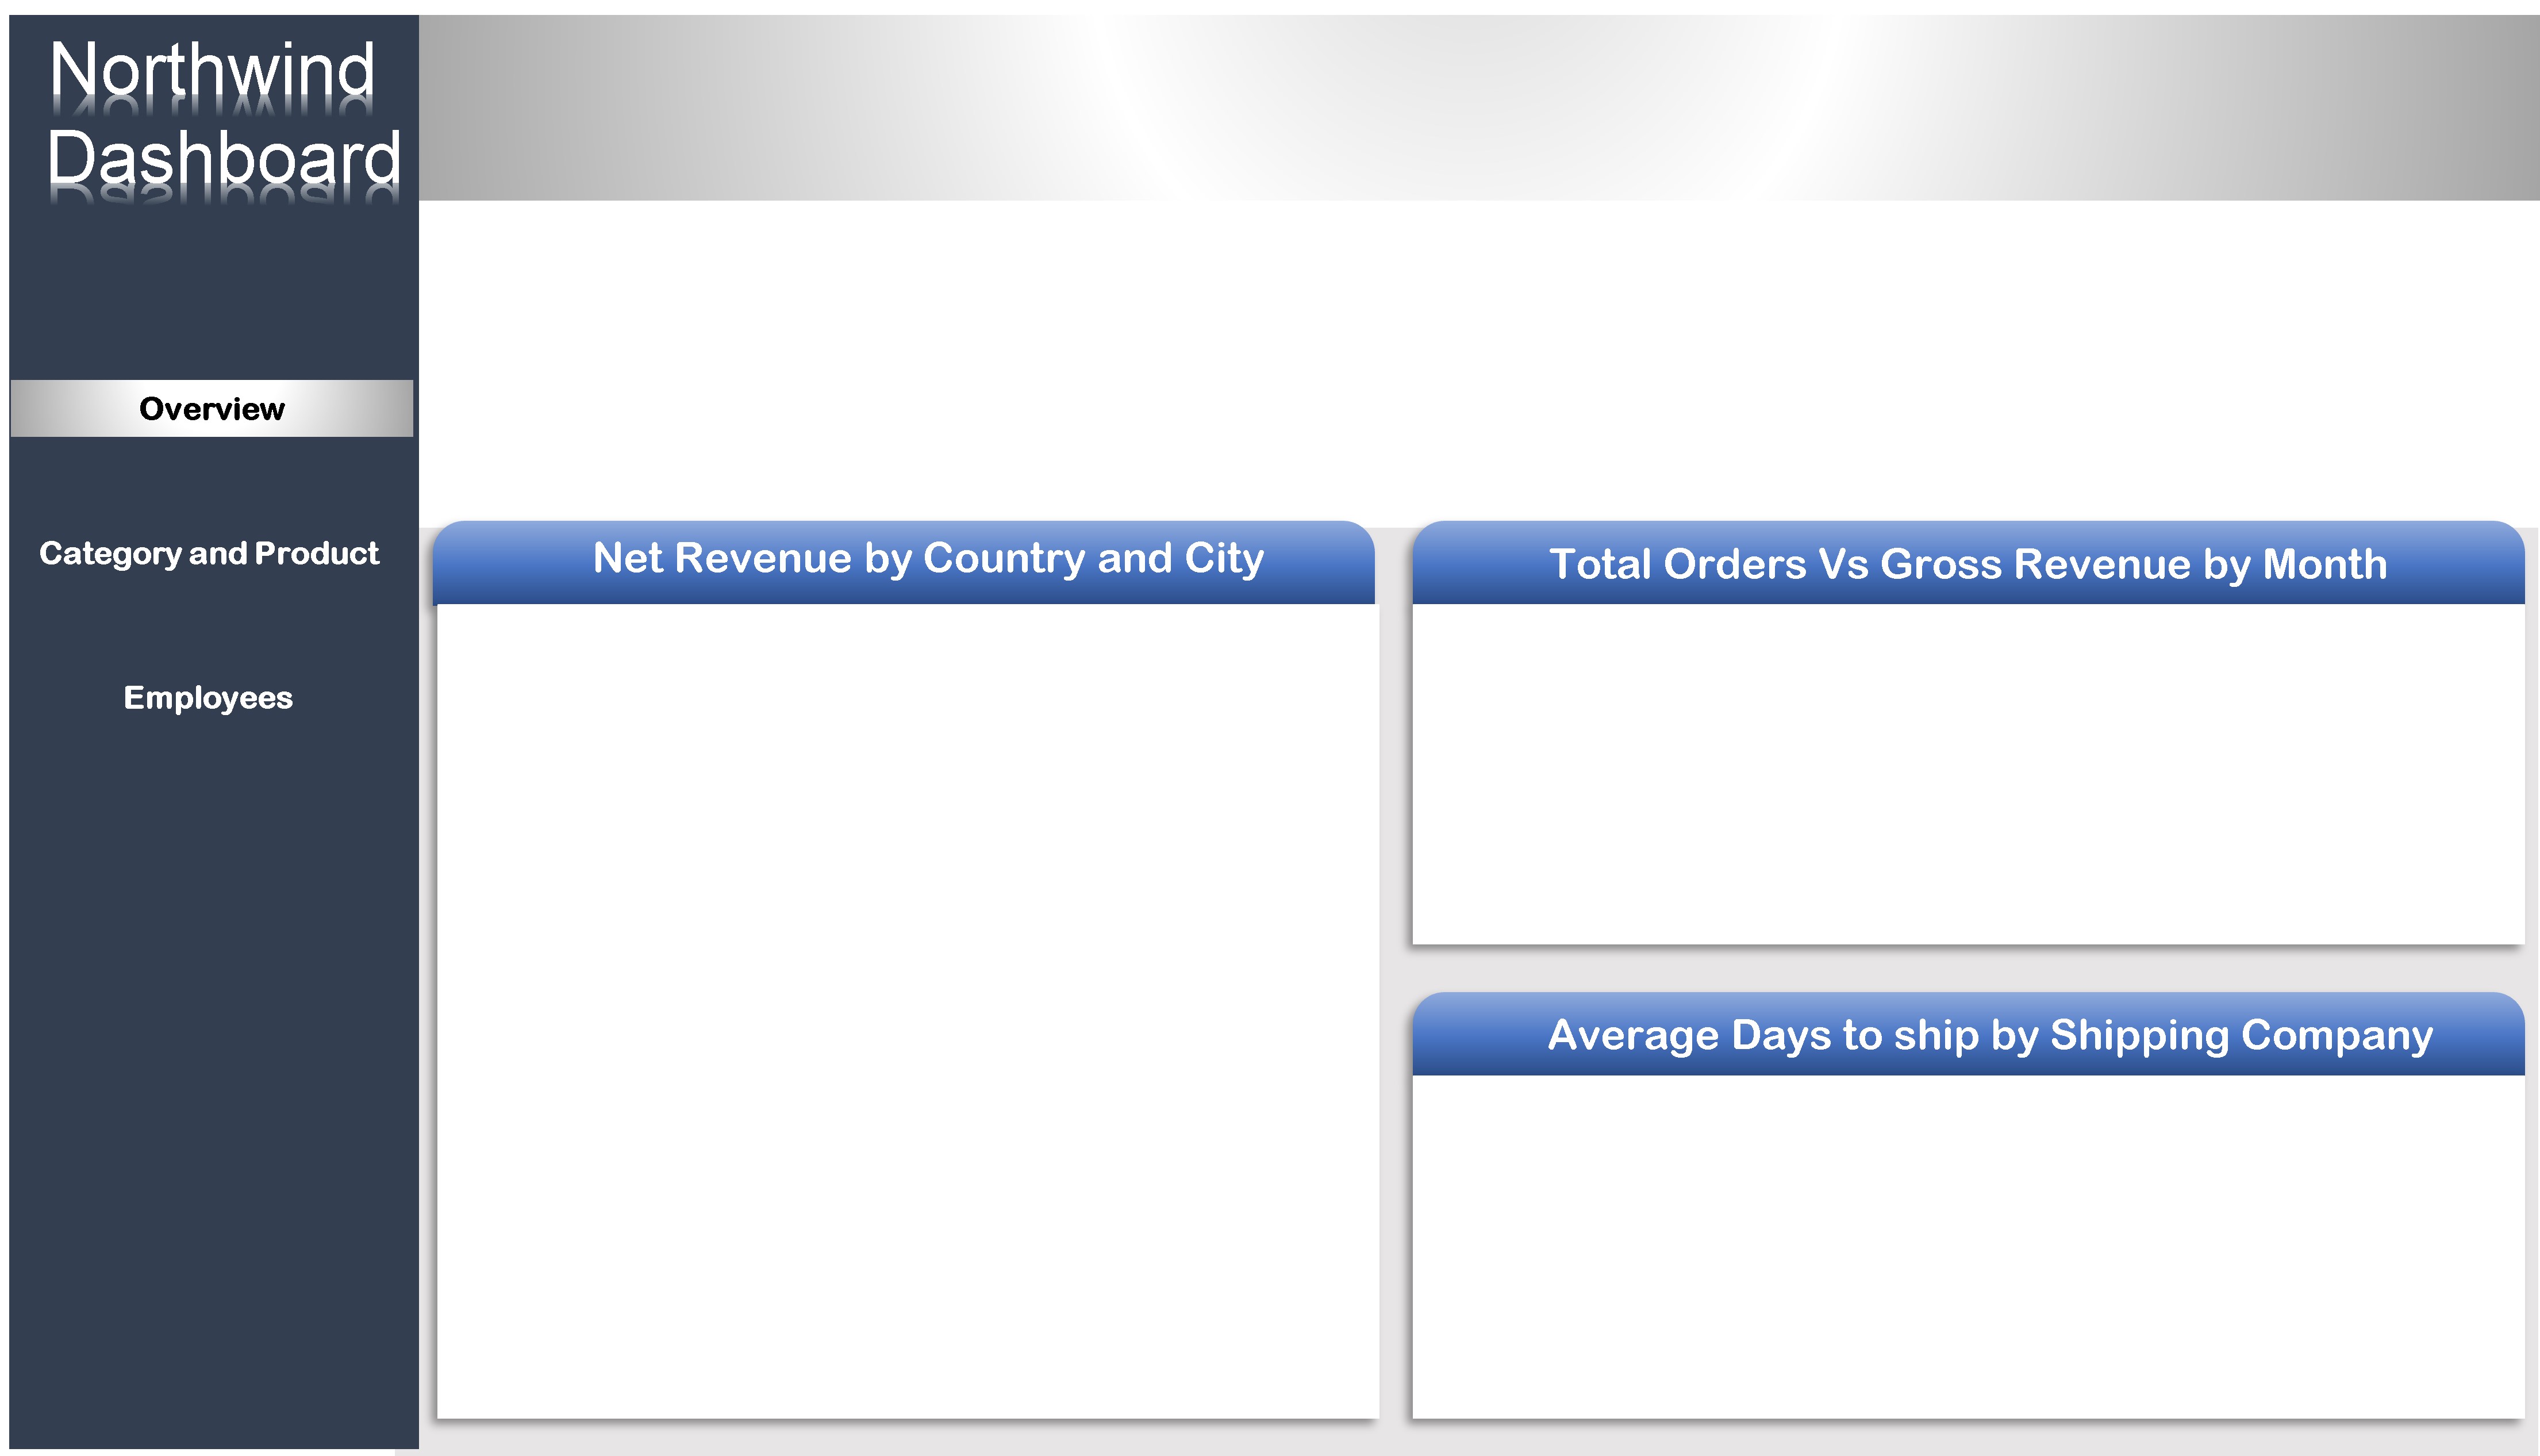 Northwind
Dashboard
Overview
Category and Product
Employees
Net Revenue by Country and City
Total Orders Vs Gross Revenue by Month
Average Days to ship by Shipping Company